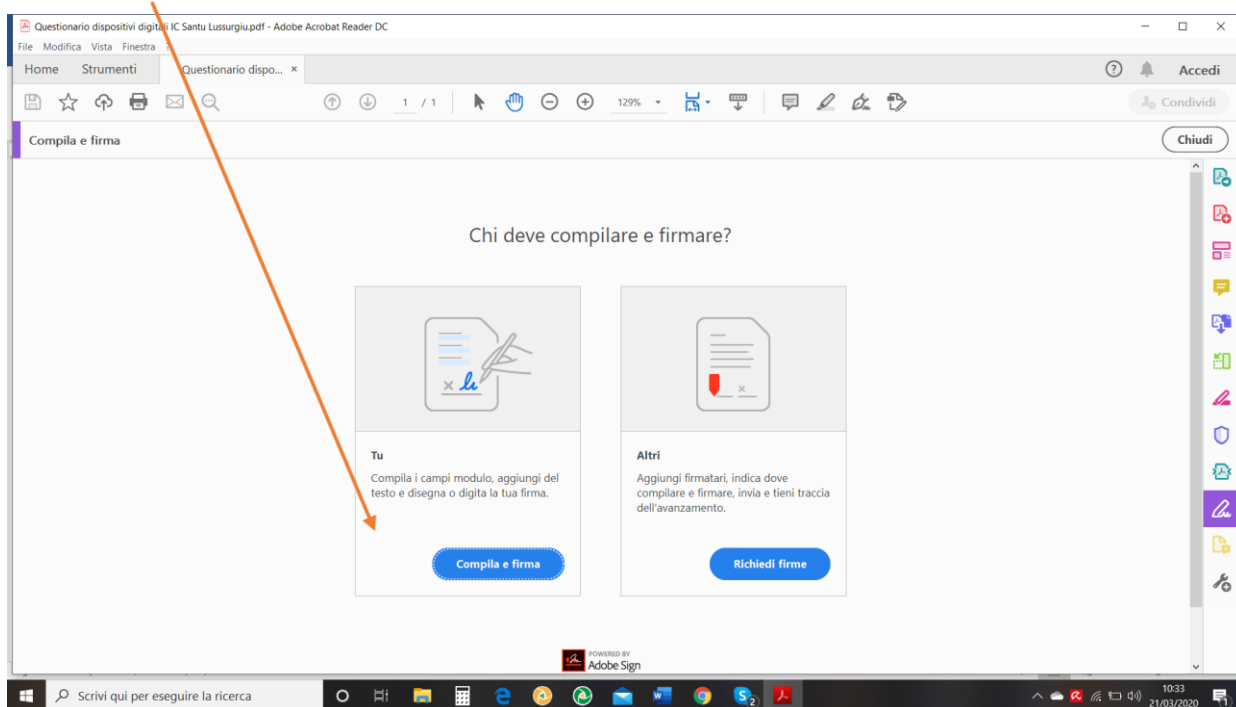 Questionario dispositivi digitali IC Santu Lussurgiu.pdf - Adobe Acrobat Reader DC
File Modifica Vista Finestra
Home Strumenti Questionario dispo... ×
Accedi
1 / 1 129%
Condividi
Compila e firma
Chiudi
Chi deve compilare e firmare?
Tu
Compila i campi modulo, aggiungi del
testo e disegna o digita la tua firma.
Compila e firma
Altri
Aggiungi firmatari, indica dove
compilare e firmare, invia e tieni traccia
dell'avanzamento.
Richiedi firme
POWERED BY
Adobe Sign
Scrivi qui per eseguire la ricerca
10:33
21/03/2020